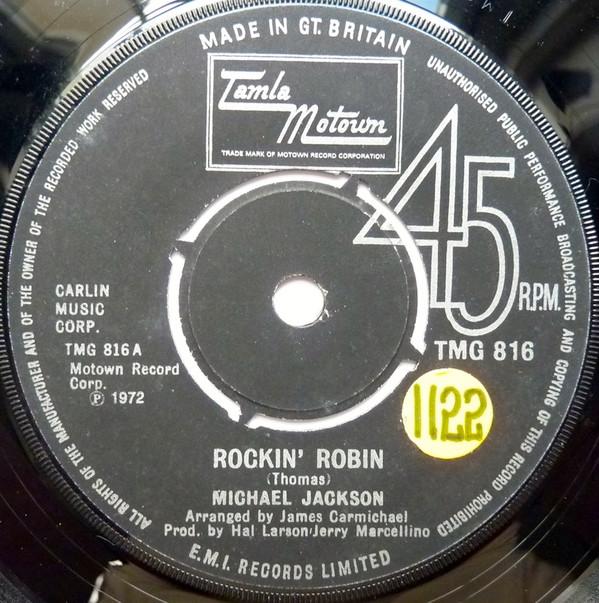 MADE IN GT. BRITAIN
UNAUTHORISED PUBLIC PERFORMANCE BROADCASTING AND COPYING OF THIS RECORD PROHIBITED
ALL RIGHTS OF THE MANUFACTURER AND OF THE OWNER OF THE RECORDED WORK RESERVED
Tamla
Motown
TRADE MARK OF MOTOWN RECORD CORPORATION
45
R.P.M.
CARLIN
MUSIC
CORP.
TMG 816 A
Motown Record
Corp.
℗ 1972
TMG 816
1122
ROCKIN' ROBIN
(Thomas)
MICHAEL JACKSON
Arranged by James Carmichael
Prod. by Hal Larson/Jerry Marcellino
E.M.I. RECORDS LIMITED